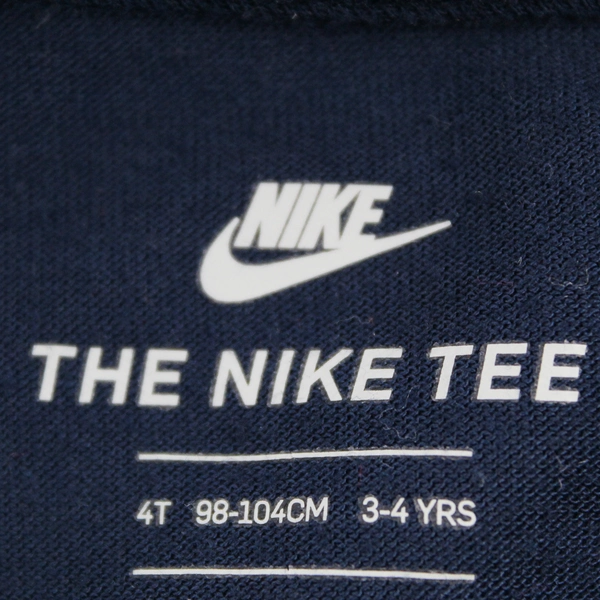 NIKE
THE NIKE TEE
4T 98-104CM 3-4 YRS